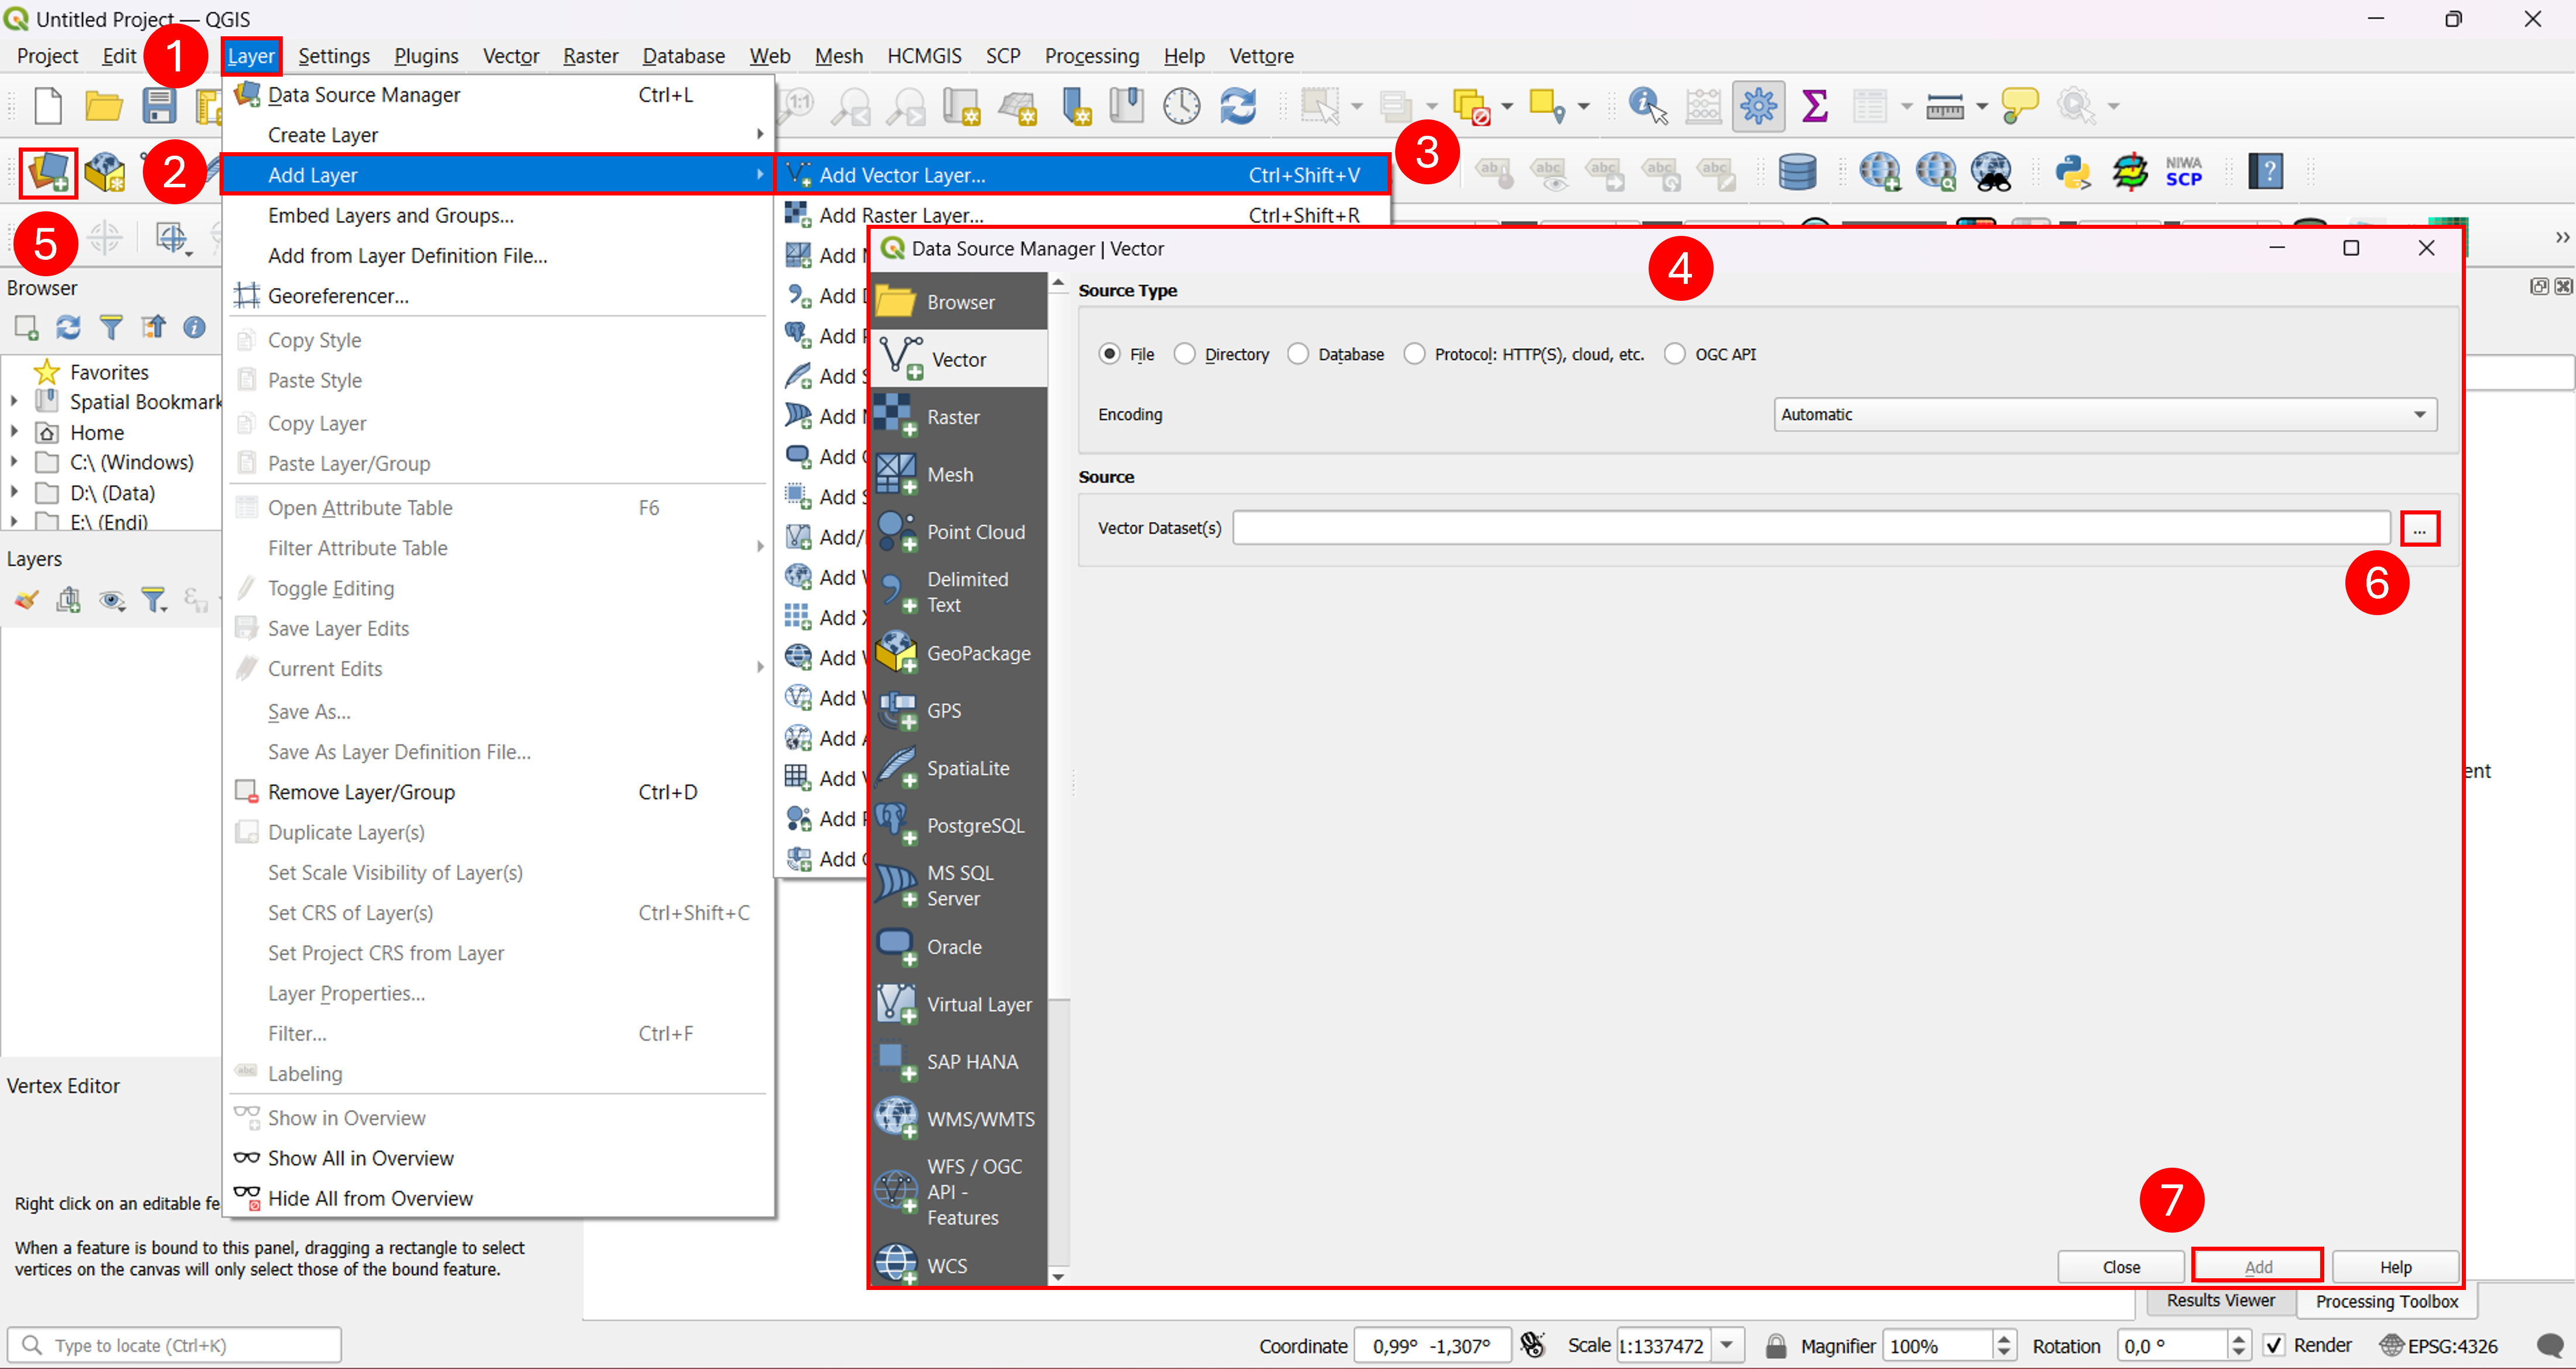 Untitled Project — QGIS
Project Edit 1 Layer Settings Plugins Vector Raster Database Web Mesh HCMGIS SCP Processing Help Vettore
Data Source Manager Ctrl+L
Create Layer
2 Add Layer
Embed Layers and Groups...
Add from Layer Definition File...
Georeferencer...
Copy Style
Paste Style
Copy Layer
Paste Layer/Group
Open Attribute Table F6
Filter Attribute Table
Toggle Editing
Save Layer Edits
Current Edits
Save As...
Save As Layer Definition File...
Remove Layer/Group Ctrl+D
Duplicate Layer(s)
Set Scale Visibility of Layer(s)
Set CRS of Layer(s) Ctrl+Shift+C
Set Project CRS from Layer
Layer Properties...
Filter... Ctrl+F
Labeling
Show in Overview
Show All in Overview
Hide All from Overview
Add Vector Layer... Ctrl+Shift+V
3
Add Raster Layer... Ctrl+Shift+R
Add
Add
Add
Add
Add
Add
Add
Add/
Add
Add
Add
Add
Add
Add
Add
Add
1:1
abc
abc
abc
abc
abc
NIWA
SCP
?
»
5
Browser
Favorites
Spatial Bookmark
Home
C:\ (Windows)
D:\ (Data)
E:\ (Endi)
Layers
Vertex Editor
Right click on an editable fe
When a feature is bound to this panel, dragging a rectangle to select
vertices on the canvas will only select those of the bound feature.
Data Source Manager | Vector
4
Browser
Vector
Raster
Mesh
Point Cloud
Delimited
Text
GeoPackage
GPS
SpatiaLite
PostgreSQL
MS SQL
Server
Oracle
Virtual Layer
SAP HANA
WMS/WMTS
WFS / OGC
API -
Features
WCS
Source Type
File Directory Database Protocol: HTTP(S), cloud, etc. OGC API
Encoding Automatic
Source
Vector Dataset(s) ...
6
7
Close Add Help
ent
Results Viewer Processing Toolbox
Type to locate (Ctrl+K) Coordinate 0,99° -1,307° Scale 1:1337472 Magnifier 100% Rotation 0,0 ° Render EPSG:4326